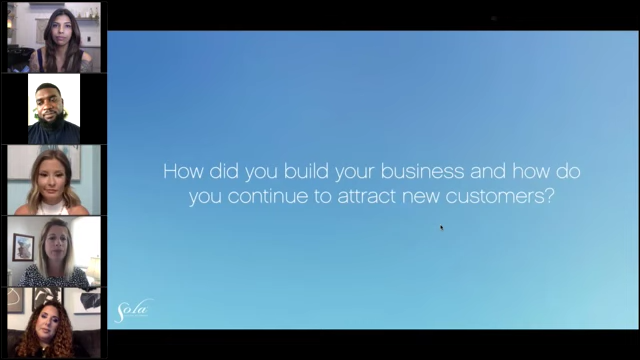 How did you build your business and how do
you continue to attract new customers?
Sola